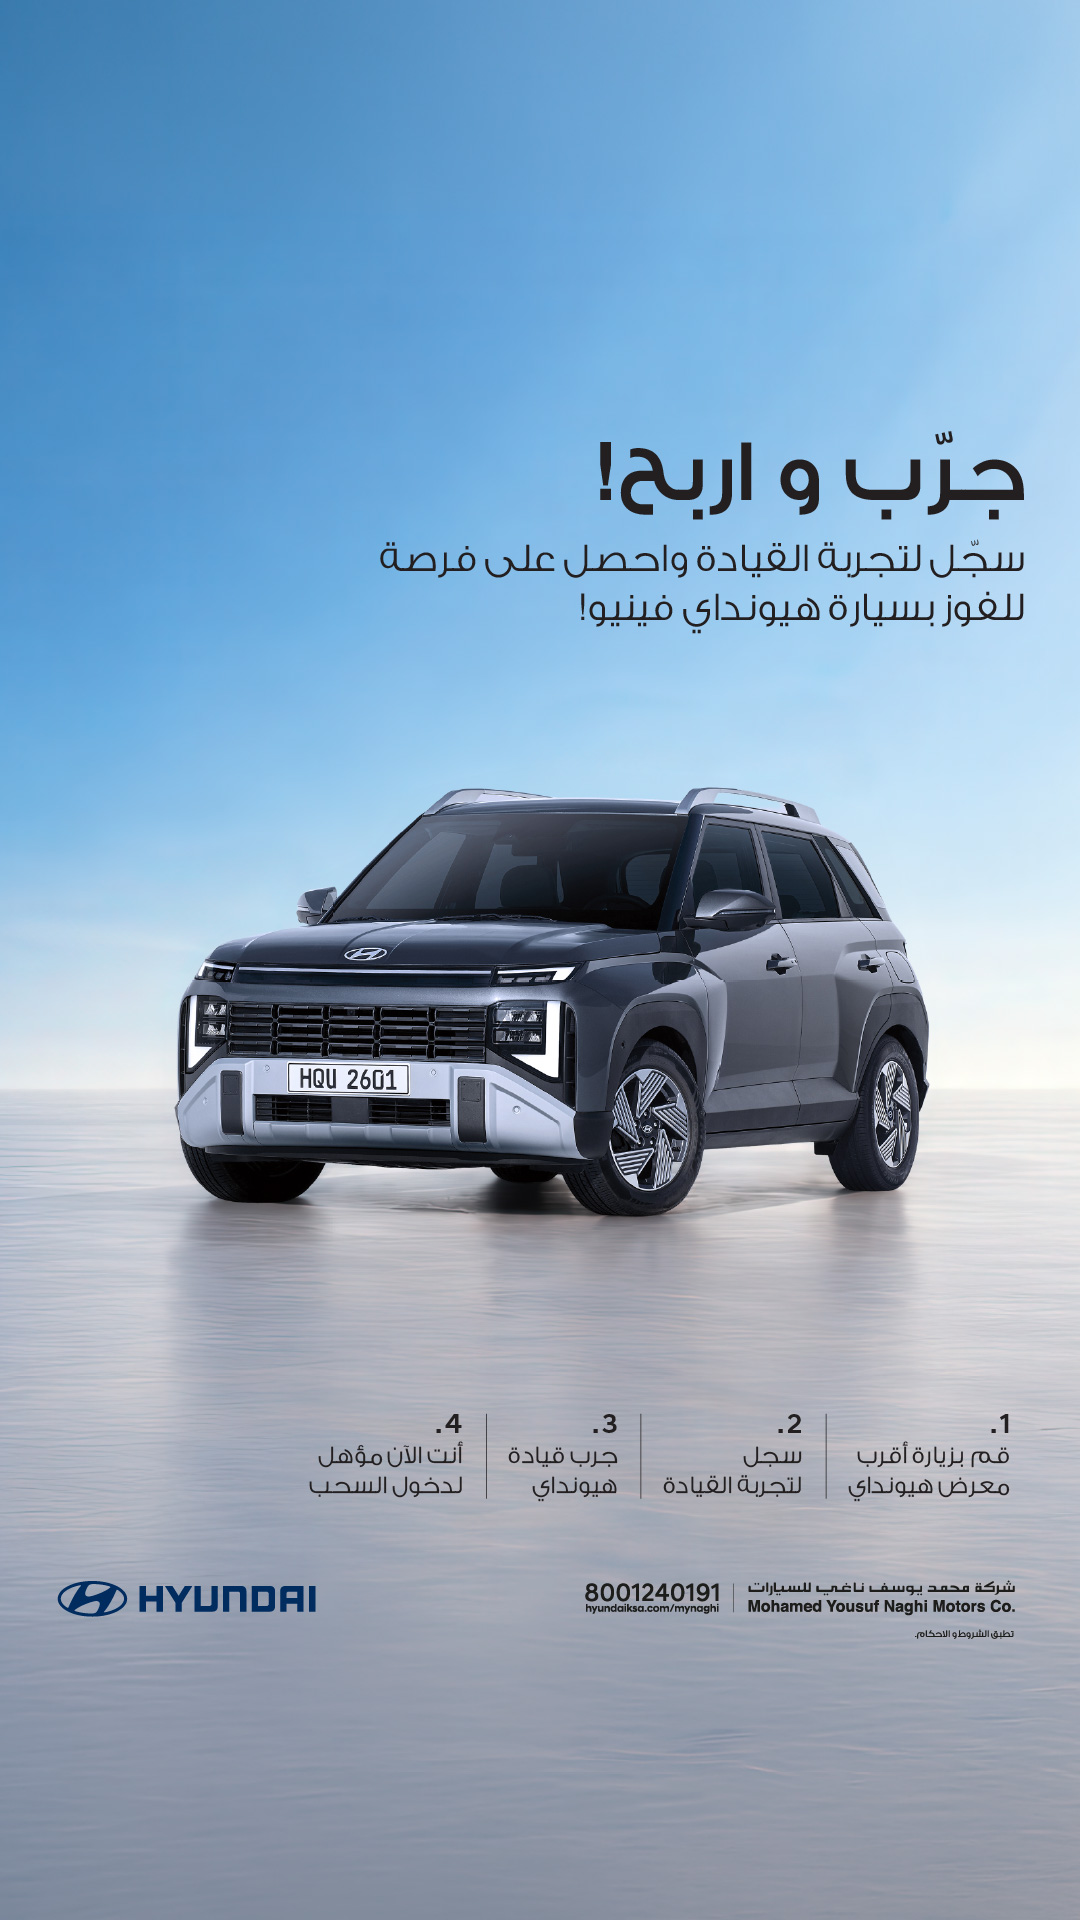 جرّب و اربح!
سجّل لتجربة القيادة واحصل على فرصة
للفوز بسيارة هيونداي فينيو!
HQU 2601
1.
قم بزيارة أقرب
معرض هيونداي
2.
سجل
لتجربة القيادة
3.
جرب قيادة
هيونداي
4.
أنت الآن مؤهل
لدخول السحب
شركة محمد يوسف ناغي للسيارات
Mohamed Yousuf Naghi Motors Co.
8001240191
hyundaiksa.com/mynaghi
HYUNDAI
تطبق الشروط و الاحكام.